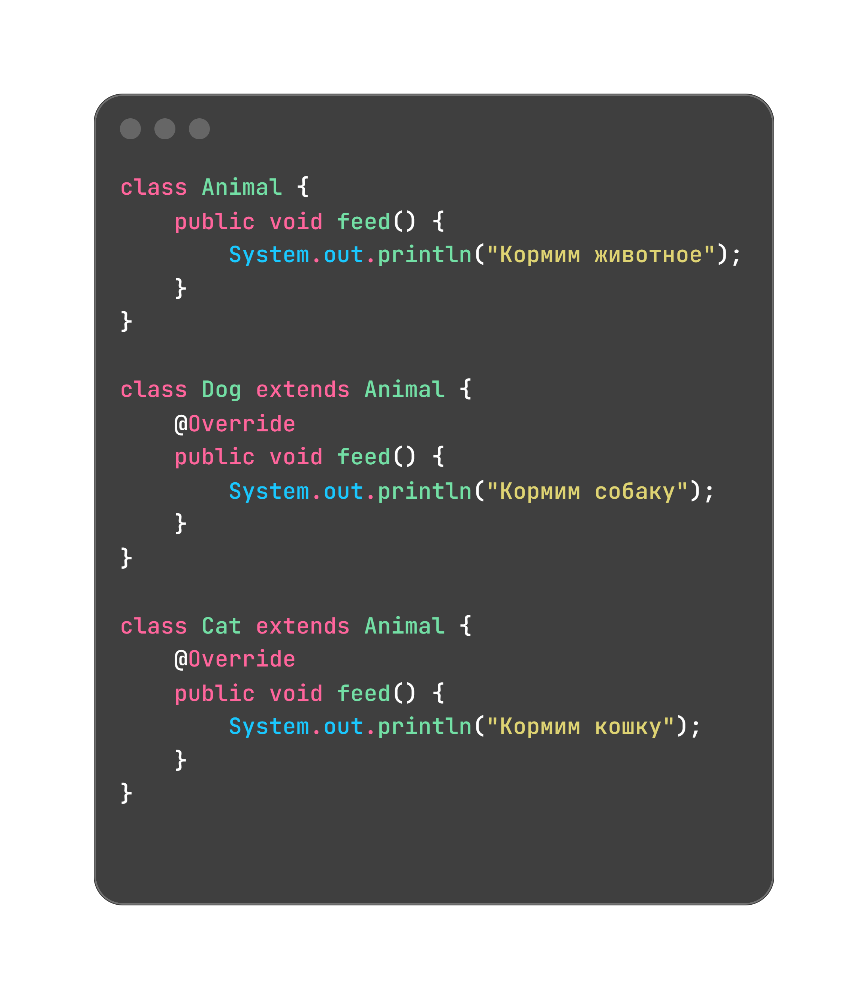 class Animal {
    public void feed() {
        System.out.println("Кормим животное");
    }
}

class Dog extends Animal {
    @Override
    public void feed() {
        System.out.println("Кормим собаку");
    }
}

class Cat extends Animal {
    @Override
    public void feed() {
        System.out.println("Кормим кошку");
    }
}